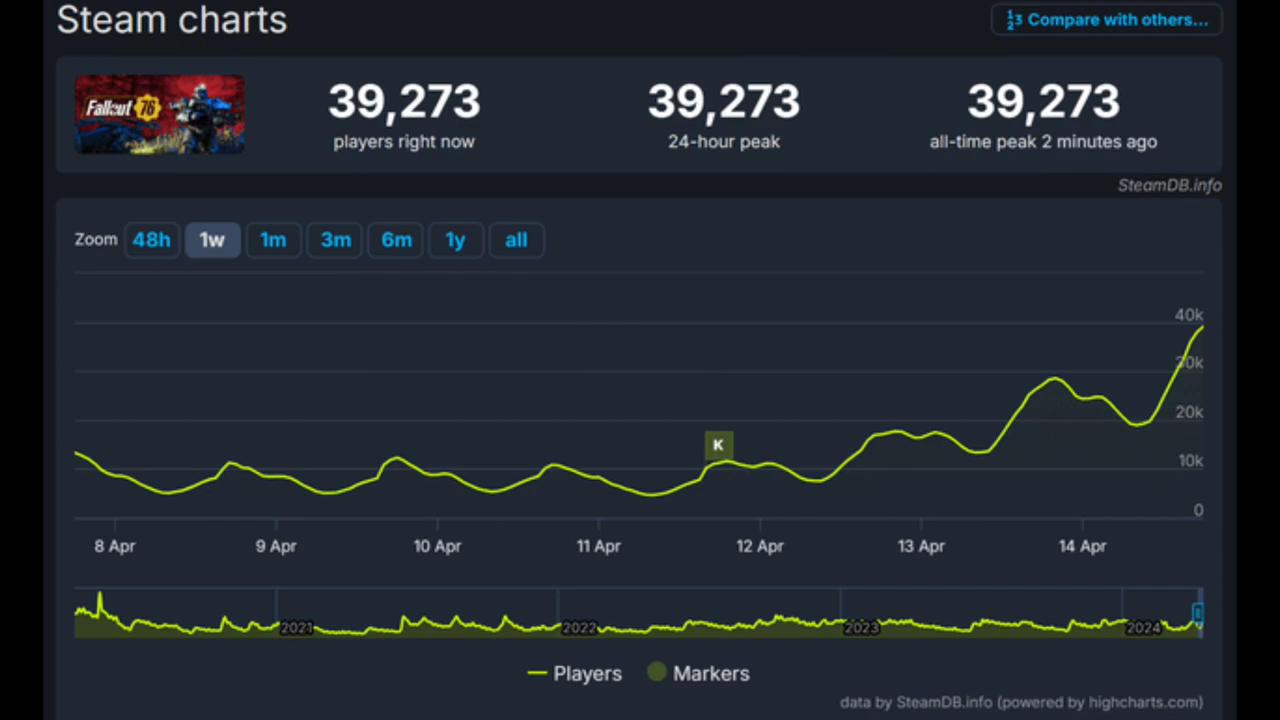 Steam charts
123 Compare with others...
Fallout 76
39,273
players right now
39,273
24-hour peak
39,273
all-time peak 2 minutes ago
SteamDB.info
Zoom 48h 1w 1m 3m 6m 1y all
40k
30k
20k
K
10k
0
8 Apr 9 Apr 10 Apr 11 Apr 12 Apr 13 Apr 14 Apr
2021 2022 2023 2024
Players Markers
data by SteamDB.info (powered by highcharts.com)